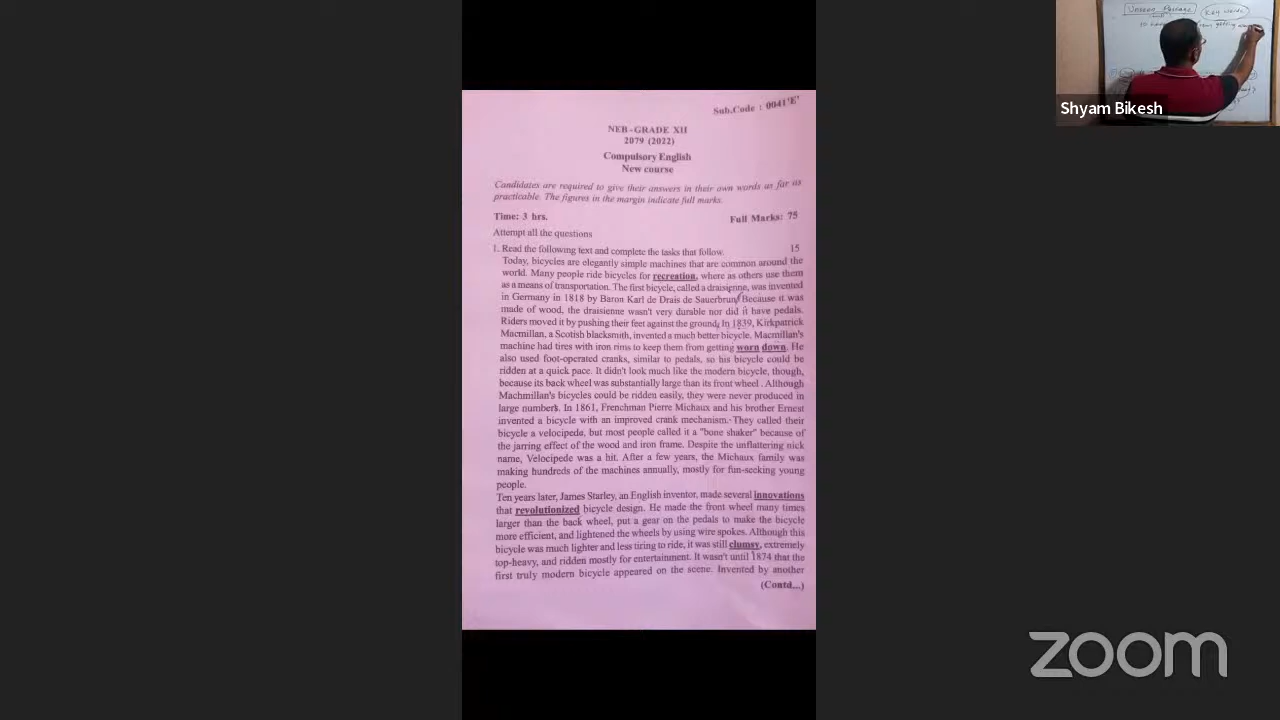 Sub.Code : 0041'E'
NEB-GRADE XII
2079 (2022)
Compulsory English
New course
Candidates are required to give their answers in their own words as far as
practicable. The figures in the margin indicate full marks.
Time: 3 hrs.
Full Marks: 75
Attempt all the questions
1. Read the following text and complete the tasks that follow. 15
Today, bicycles are elegantly simple machines that are common around the
world. Many people ride bicycles for recreation, where as others use them
as a means of transportation. The first bicycle, called a draisienne, was invented
in Germany in 1818 by Baron Karl de Drais de Sauerbrun. Because it was
made of wood, the draisienne wasn't very durable nor did it have pedals.
Riders moved it by pushing their feet against the ground. In 1839, Kirkpatrick
Macmillan, a Scotish blacksmith, invented a much better bicycle. Macmillan's
machine had tires with iron rims to keep them from getting worn down. He
also used foot-operated cranks, similar to pedals, so his bicycle could be
ridden at a quick pace. It didn't look much like the modern bicycle, though,
because its back wheel was substantially large than its front wheel . Although
Machmillan's bicycles could be ridden easily, they were never produced in
large numbers. In 1861, Frenchman Pierre Michaux and his brother Ernest
invented a bicycle with an improved crank mechanism. They called their
bicycle a velocipede, but most people called it a "bone shaker" because of
the jarring effect of the wood and iron frame. Despite the unflattering nick
name, Velocipede was a hit. After a few years, the Michaux family was
making hundreds of the machines annually, mostly for fun-seeking young
people.
Ten years later, James Starley, an English inventor, made several innovations
that revolutionized bicycle design. He made the front wheel many times
larger than the back wheel, put a gear on the pedals to make the bicycle
more efficient, and lightened the wheels by using wire spokes. Although this
bicycle was much lighter and less tiring to ride, it was still clumsy, extremely
top-heavy, and ridden mostly for entertainment. It wasn't until 1874 that the
first truly modern bicycle appeared on the scene. Invented by another
(Contd...)
Unseen Passage
Key words
getting
Shyam Bikesh
zoom